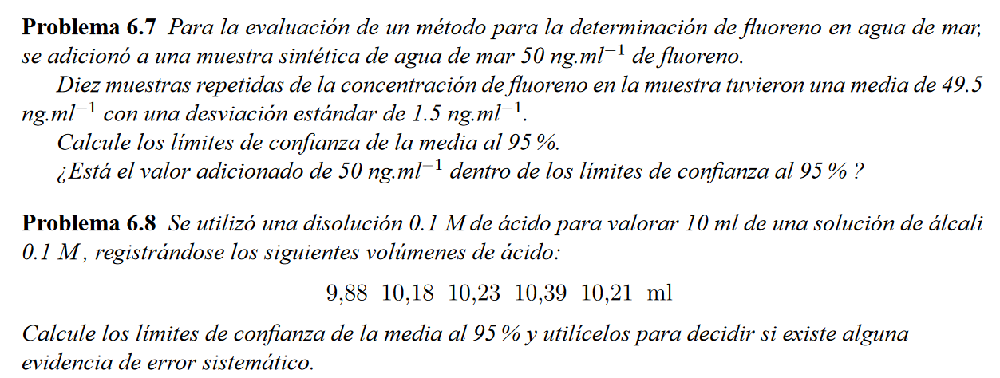 Problema 6.7 Para la evaluación de un método para la determinación de fluoreno en agua de mar,
se adicionó a una muestra sintética de agua de mar 50 ng.ml⁻¹ de fluoreno.
Diez muestras repetidas de la concentración de fluoreno en la muestra tuvieron una media de 49.5
ng.ml⁻¹ con una desviación estándar de 1.5 ng.ml⁻¹.
Calcule los límites de confianza de la media al 95 %.
¿Está el valor adicionado de 50 ng.ml⁻¹ dentro de los límites de confianza al 95 % ?
Problema 6.8 Se utilizó una disolución 0.1 M de ácido para valorar 10 ml de una solución de álcali
0.1 M , registrándose los siguientes volúmenes de ácido:
9,88 10,18 10,23 10,39 10,21 ml
Calcule los límites de confianza de la media al 95 % y utilícelos para decidir si existe alguna
evidencia de error sistemático.